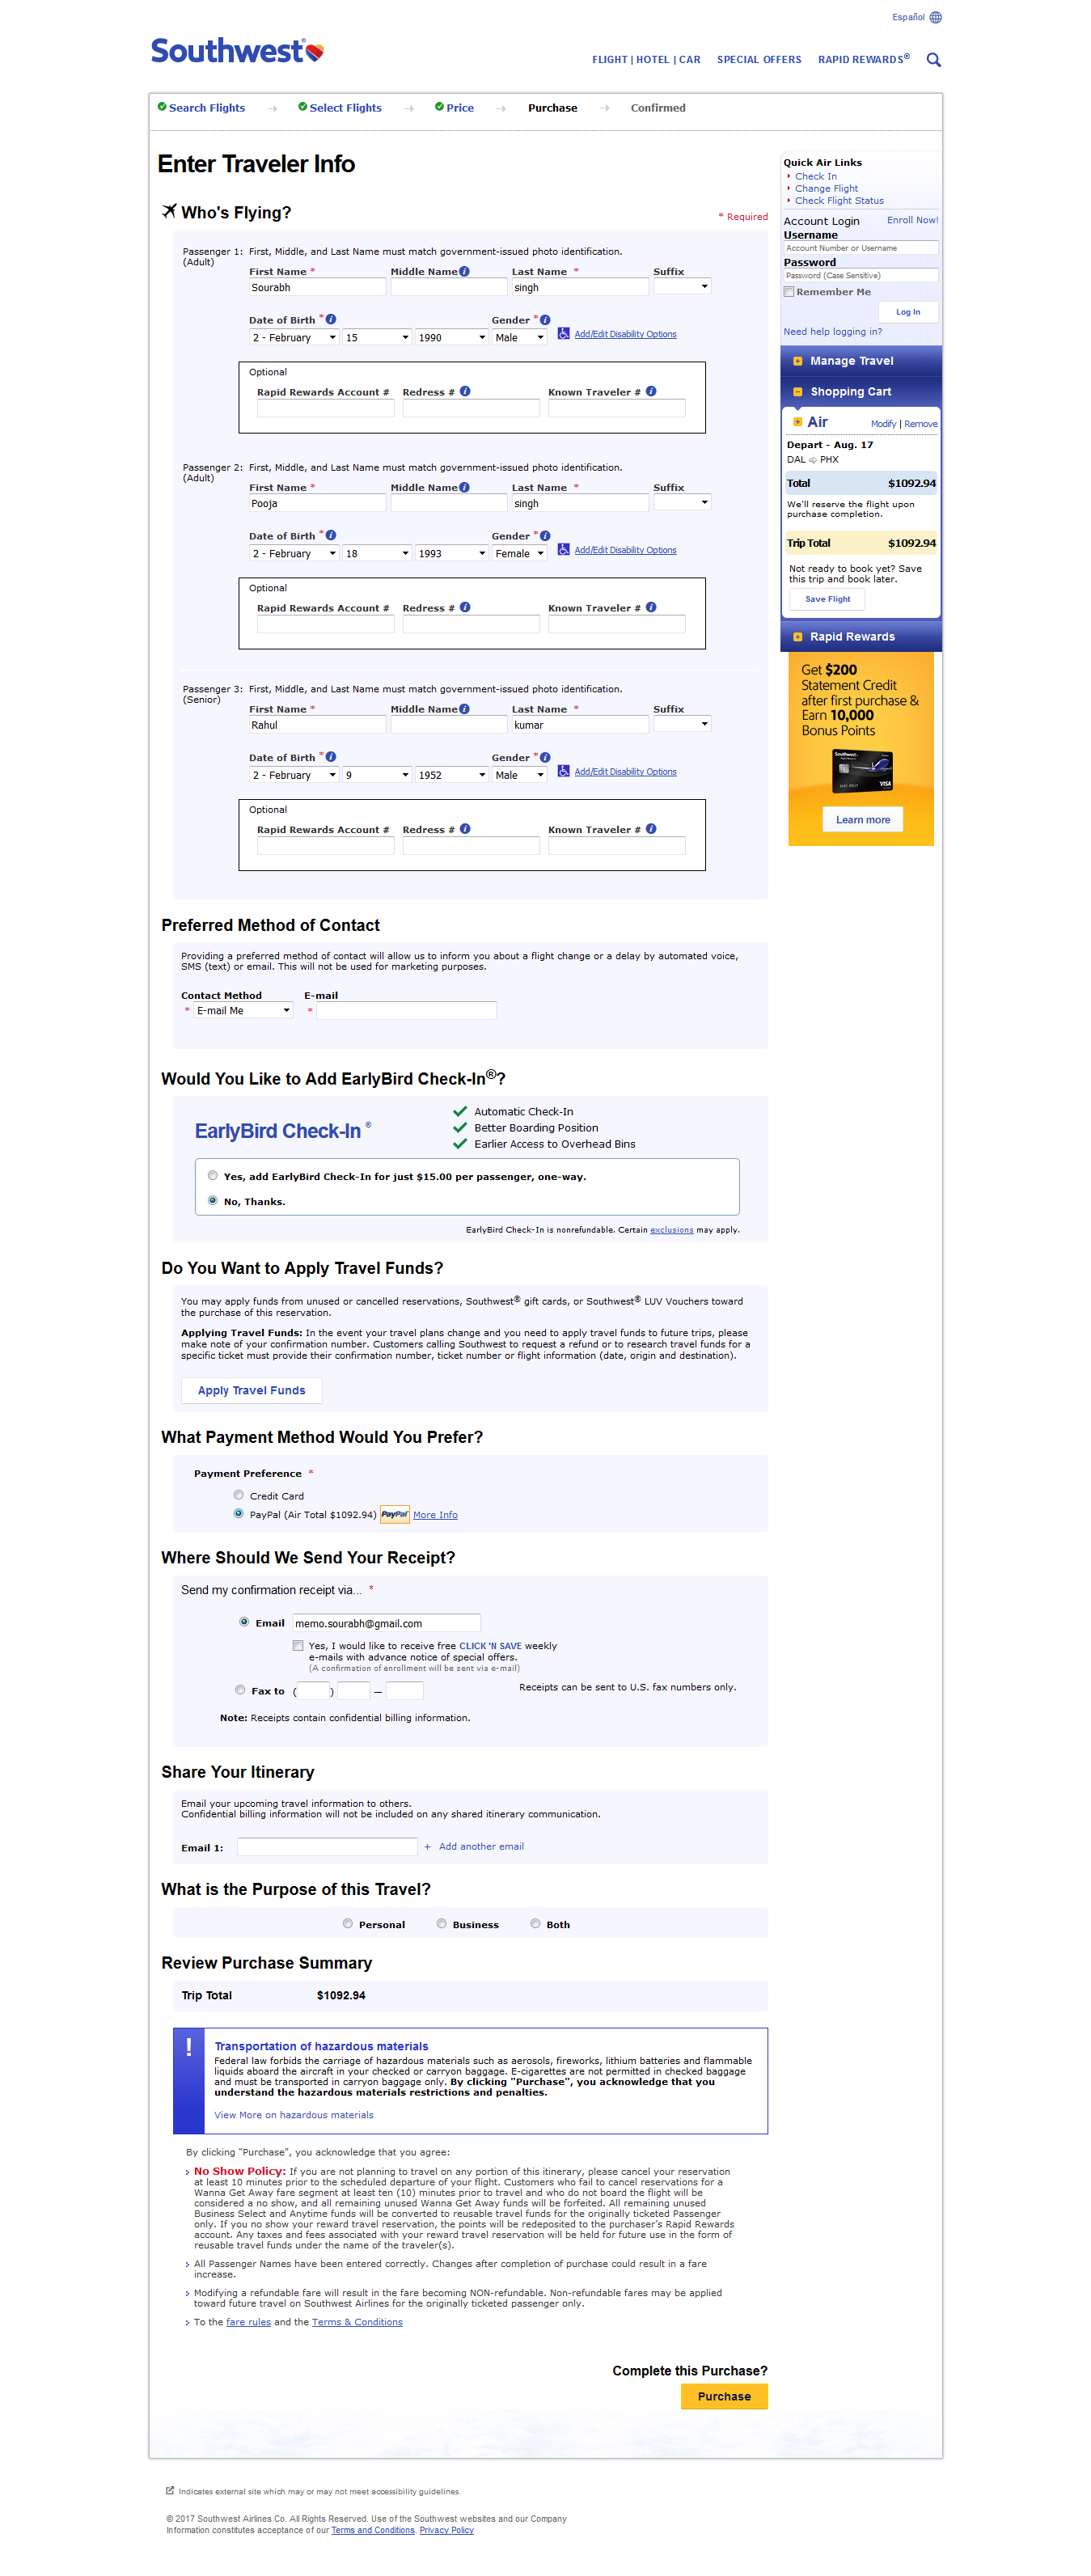 Español
Southwest®
FLIGHT | HOTEL | CAR SPECIAL OFFERS RAPID REWARDS®
Search Flights Select Flights Price Purchase Confirmed
Enter Traveler Info
Who's Flying?
* Required
Passenger 1: First, Middle, and Last Name must match government-issued photo identification.
(Adult)
First Name * Middle Name Last Name * Suffix
Sourabh singh
Date of Birth * Gender *
2 - February 15 1990 Male Add/Edit Disability Options
Optional
Rapid Rewards Account # Redress # Known Traveler #
Passenger 2: First, Middle, and Last Name must match government-issued photo identification.
(Adult)
First Name * Middle Name Last Name * Suffix
Pooja singh
Date of Birth * Gender *
2 - February 18 1993 Female Add/Edit Disability Options
Optional
Rapid Rewards Account # Redress # Known Traveler #
Passenger 3: First, Middle, and Last Name must match government-issued photo identification.
(Senior)
First Name * Middle Name Last Name * Suffix
Rahul kumar
Date of Birth * Gender *
2 - February 9 1952 Male Add/Edit Disability Options
Optional
Rapid Rewards Account # Redress # Known Traveler #
Preferred Method of Contact
Providing a preferred method of contact will allow us to inform you about a flight change or a delay by automated voice,
SMS (text) or email. This will not be used for marketing purposes.
Contact Method E-mail
* E-mail Me *
Would You Like to Add EarlyBird Check-In®?
EarlyBird Check-In ®
Automatic Check-In
Better Boarding Position
Earlier Access to Overhead Bins
Yes, add EarlyBird Check-In for just $15.00 per passenger, one-way.
No, Thanks.
EarlyBird Check-In is nonrefundable. Certain exclusions may apply.
Do You Want to Apply Travel Funds?
You may apply funds from unused or cancelled reservations, Southwest® gift cards, or Southwest® LUV Vouchers toward
the purchase of this reservation.
Applying Travel Funds: In the event your travel plans change and you need to apply travel funds to future trips, please
make note of your confirmation number. Customers calling Southwest to request a refund or to research travel funds for a
specific ticket must provide their confirmation number, ticket number or flight information (date, origin and destination).
Apply Travel Funds
What Payment Method Would You Prefer?
Payment Preference *
Credit Card
PayPal (Air Total $1092.94) PayPal More Info
Where Should We Send Your Receipt?
Send my confirmation receipt via... *
Email memo.sourabh@gmail.com
Yes, I would like to receive free CLICK 'N SAVE weekly
e-mails with advance notice of special offers.
(A confirmation of enrollment will be sent via e-mail)
Fax to ( ) — Receipts can be sent to U.S. fax numbers only.
Note: Receipts contain confidential billing information.
Share Your Itinerary
Email your upcoming travel information to others.
Confidential billing information will not be included on any shared itinerary communication.
Email 1: + Add another email
What is the Purpose of this Travel?
Personal Business Both
Review Purchase Summary
Trip Total $1092.94
! Transportation of hazardous materials
Federal law forbids the carriage of hazardous materials such as aerosols, fireworks, lithium batteries and flammable
liquids aboard the aircraft in your checked or carryon baggage. E-cigarettes are not permitted in checked baggage
and must be transported in carryon baggage only. By clicking "Purchase", you acknowledge that you
understand the hazardous materials restrictions and penalties.
View More on hazardous materials
By clicking "Purchase", you acknowledge that you agree:
No Show Policy: If you are not planning to travel on any portion of this itinerary, please cancel your reservation
at least 10 minutes prior to the scheduled departure of your flight. Customers who fail to cancel reservations for a
Wanna Get Away fare segment at least ten (10) minutes prior to travel and who do not board the flight will be
considered a no show, and all remaining unused Wanna Get Away funds will be forfeited. All remaining unused
Business Select and Anytime funds will be converted to reusable travel funds for the originally ticketed Passenger
only. If you no show your reward travel reservation, the points will be redeposited to the purchaser's Rapid Rewards
account. Any taxes and fees associated with your reward travel reservation will be held for future use in the form of
reusable travel funds under the name of the traveler(s).
All Passenger Names have been entered correctly. Changes after completion of purchase could result in a fare
increase.
Modifying a refundable fare will result in the fare becoming NON-refundable. Non-refundable fares may be applied
toward future travel on Southwest Airlines for the originally ticketed passenger only.
To the fare rules and the Terms & Conditions
Complete this Purchase?
Purchase
Quick Air Links
Check In
Change Flight
Check Flight Status
Account Login Enroll Now!
Username
Account Number or Username
Password
Password (Case Sensitive)
Remember Me
Log In
Need help logging in?
Manage Travel
Shopping Cart
Air Modify | Remove
Depart - Aug. 17
DAL PHX
Total $1092.94
We'll reserve the flight upon
purchase completion.
Trip Total $1092.94
Not ready to book yet? Save
this trip and book later.
Save Flight
Rapid Rewards
Get $200
Statement Credit
after first purchase &
Earn 10,000
Bonus Points
Southwest
VISA
Learn more
Indicates external site which may or may not meet accessibility guidelines.
© 2017 Southwest Airlines Co. All Rights Reserved. Use of the Southwest websites and our Company
Information constitutes acceptance of our Terms and Conditions. Privacy Policy